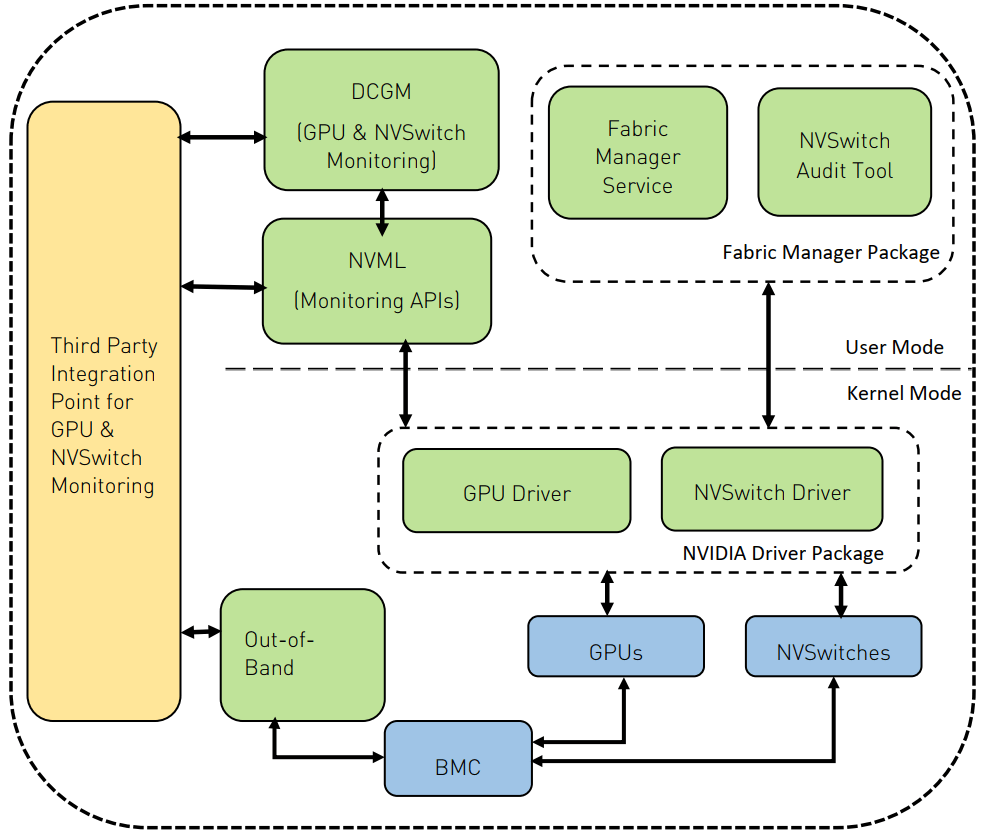 DCGM
(GPU & NVSwitch
Monitoring)
Fabric
Manager
Service
NVSwitch
Audit Tool
Fabric Manager Package
NVML
(Monitoring APIs)
Third Party
Integration
Point for
GPU &
NVSwitch
Monitoring
User Mode
Kernel Mode
GPU Driver
NVSwitch Driver
NVIDIA Driver Package
Out-of-
Band
GPUs
NVSwitches
BMC